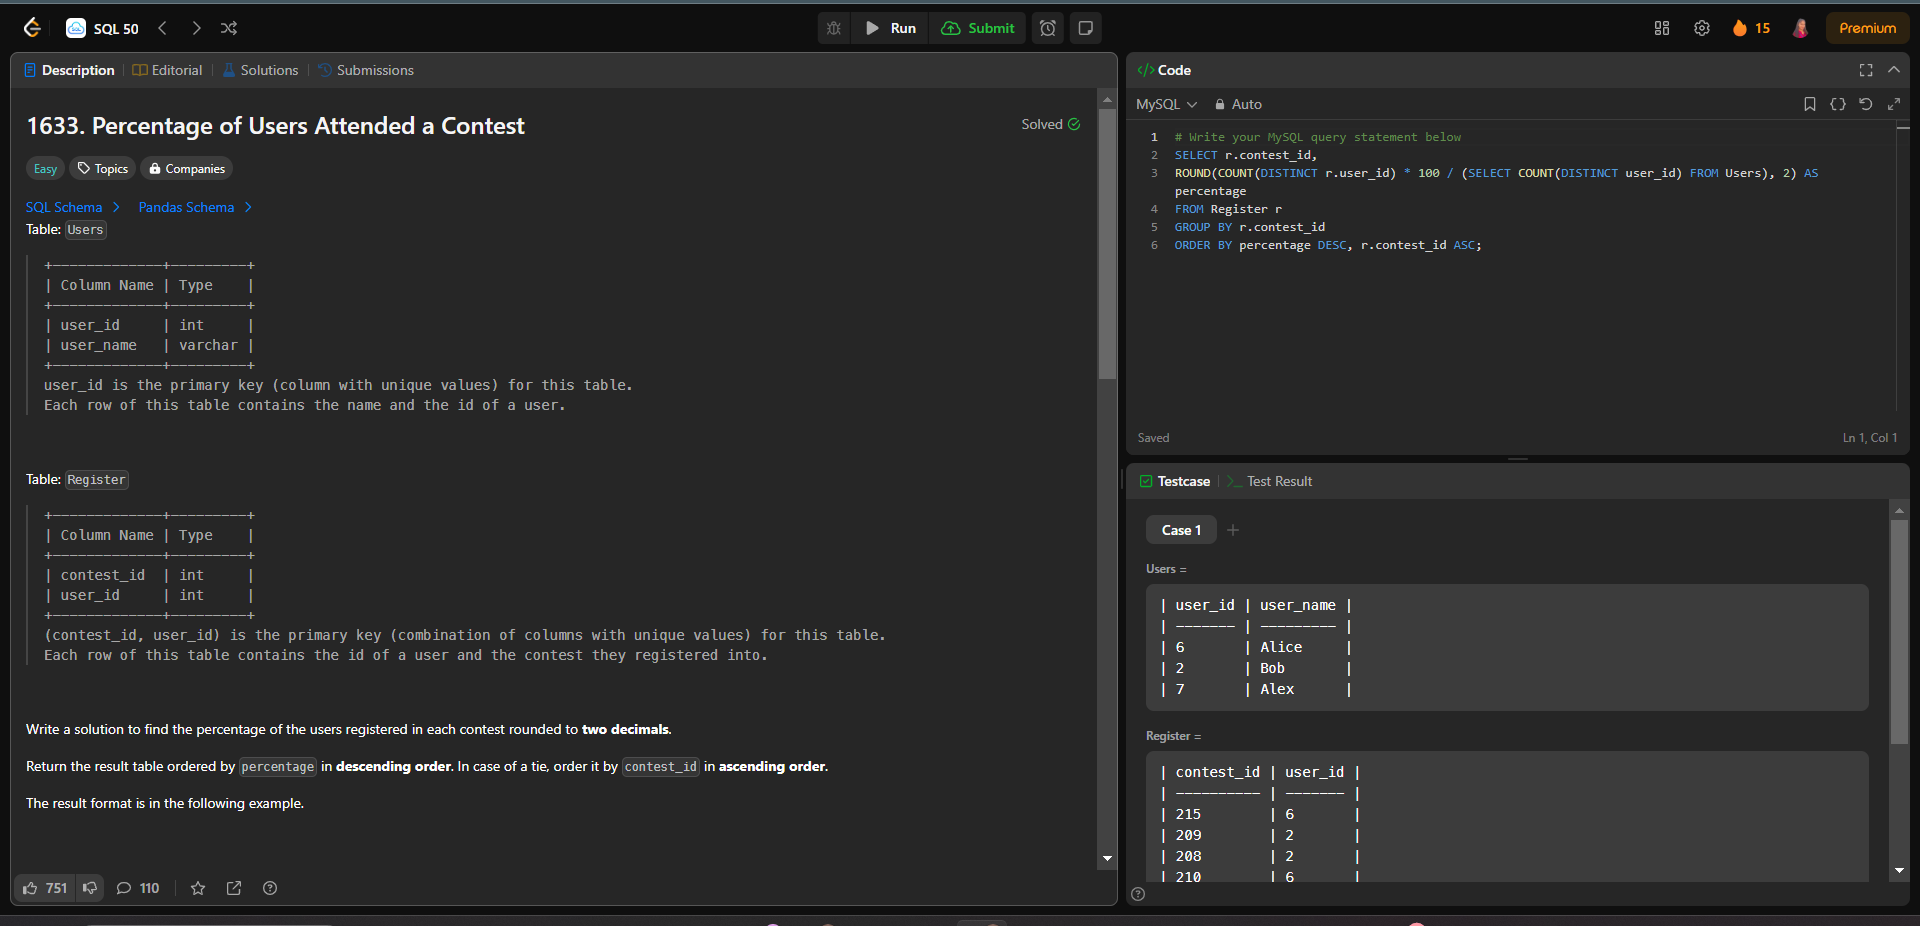 SQL 50
Run
Submit
15
Premium
Description
Editorial
Solutions
Submissions
1633. Percentage of Users Attended a Contest
Solved
Easy
Topics
Companies
SQL Schema
Pandas Schema
Table: Users
+-------------+---------+
| Column Name | Type    |
+-------------+---------+
| user_id     | int     |
| user_name   | varchar |
+-------------+---------+
user_id is the primary key (column with unique values) for this table.
Each row of this table contains the name and the id of a user.
Table: Register
+-------------+---------+
| Column Name | Type    |
+-------------+---------+
| contest_id  | int     |
| user_id     | int     |
+-------------+---------+
(contest_id, user_id) is the primary key (combination of columns with unique values) for this table.
Each row of this table contains the id of a user and the contest they registered into.
Write a solution to find the percentage of the users registered in each contest rounded to two decimals.
Return the result table ordered by percentage in descending order. In case of a tie, order it by contest_id in ascending order.
The result format is in the following example.
751
110
</> Code
MySQL
Auto
1 # Write your MySQL query statement below
2 SELECT r.contest_id,
3 ROUND(COUNT(DISTINCT r.user_id) * 100 / (SELECT COUNT(DISTINCT user_id) FROM Users), 2) AS
percentage
4 FROM Register r
5 GROUP BY r.contest_id
6 ORDER BY percentage DESC, r.contest_id ASC;
Saved
Ln 1, Col 1
Testcase
Test Result
Case 1
Users =
| user_id | user_name |
| ------- | --------- |
| 6       | Alice     |
| 2       | Bob       |
| 7       | Alex      |
Register =
| contest_id | user_id |
| ---------- | ------- |
| 215        | 6       |
| 209        | 2       |
| 208        | 2       |
| 210        | 6       |